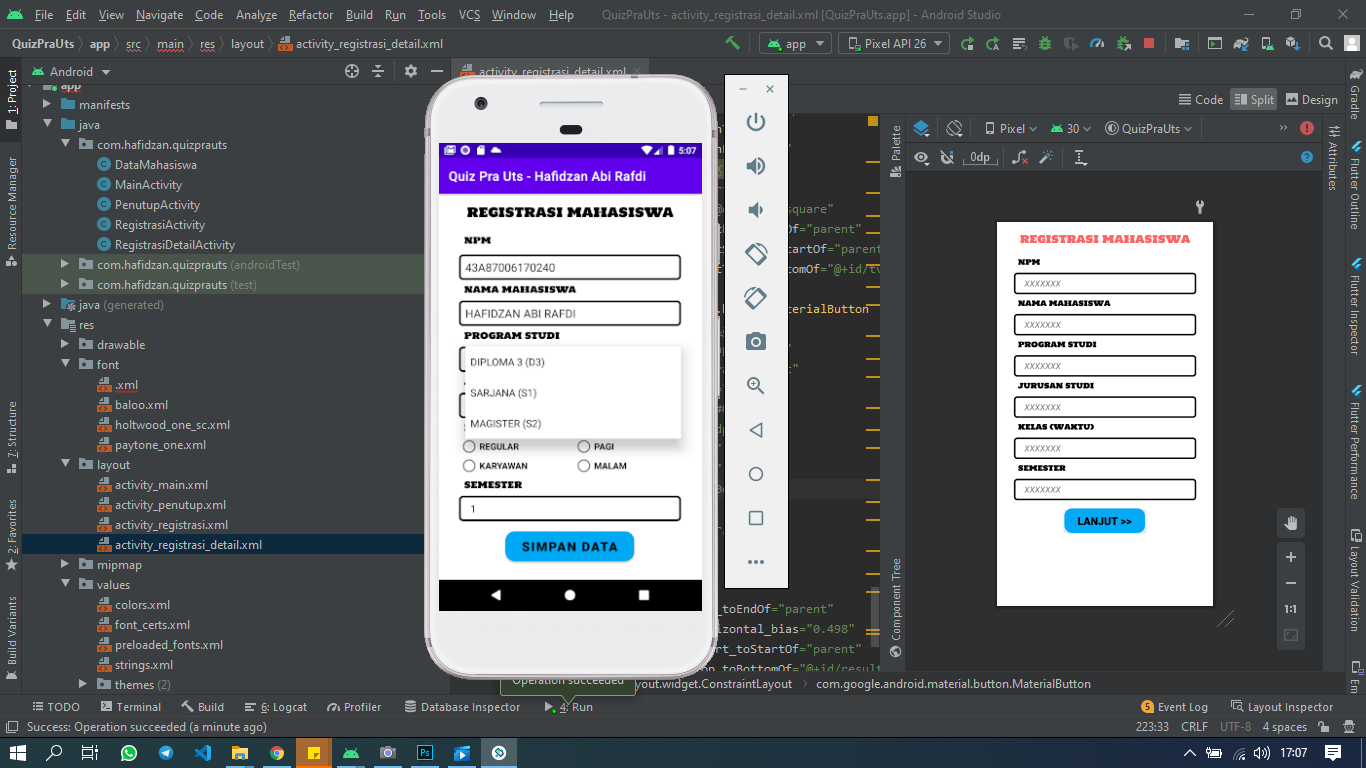 File Edit View Navigate Code Analyze Refactor Build Run Tools VCS Window Help QuizPraUts - activity_registrasi_detail.xml [QuizPraUts.app] - Android Studio
QuizPraUts app src main res layout activity_registrasi_detail.xml
app Pixel API 26
Android
activity_registrasi_detail.xml
Code Split Design
1: Project
Resource Manager
Z: Structure
2: Favorites
Build Variants
app
manifests
java
com.hafidzan.quizprauts
DataMahasiswa
MainActivity
PenutupActivity
RegistrasiActivity
RegistrasiDetailActivity
com.hafidzan.quizprauts (androidTest)
com.hafidzan.quizprauts (test)
java (generated)
res
drawable
font
.xml
baloo.xml
holtwood_one_sc.xml
paytone_one.xml
layout
activity_main.xml
activity_penutup.xml
activity_registrasi.xml
activity_registrasi_detail.xml
mipmap
values
colors.xml
font_certs.xml
preloaded_fonts.xml
strings.xml
themes (2)
5:07
Quiz Pra Uts - Hafidzan Abi Rafdi
REGISTRASI MAHASISWA
NPM
43A87006170240
NAMA MAHASISWA
HAFIDZAN ABI RAFDI
PROGRAM STUDI
DIPLOMA 3 (D3)
SARJANA (S1)
MAGISTER (S2)
REGULAR PAGI
KARYAWAN MALAM
SEMESTER
1
SIMPAN DATA
square"
Of="parent"
tartOf="parent"
tomOf="@+id/tv
aterialButton
_toEndOf="parent"
izontal_bias="0.498"
rt_toStartOf="parent"
op_toBottomOf="@+id/resul
Operation succeeded
yout.widget.ConstraintLayout com.google.android.material.button.MaterialButton
Palette
Component Tree
Pixel 30 QuizPraUts
0dp
REGISTRASI MAHASISWA
NPM
XXXXXXX
NAMA MAHASISWA
XXXXXXX
PROGRAM STUDI
XXXXXXX
JURUSAN STUDI
XXXXXXX
KELAS (WAKTU)
XXXXXXX
SEMESTER
XXXXXXX
LANJUT >>
1:1
Attributes
Gradle
Flutter Outline
Flutter Inspector
Flutter Performance
Layout Validation
Em
TODO Terminal Build 6: Logcat Profiler Database Inspector 4: Run Event Log Layout Inspector
5
Success: Operation succeeded (a minute ago) 223:33 CRLF UTF-8 4 spaces
Ps
17:07